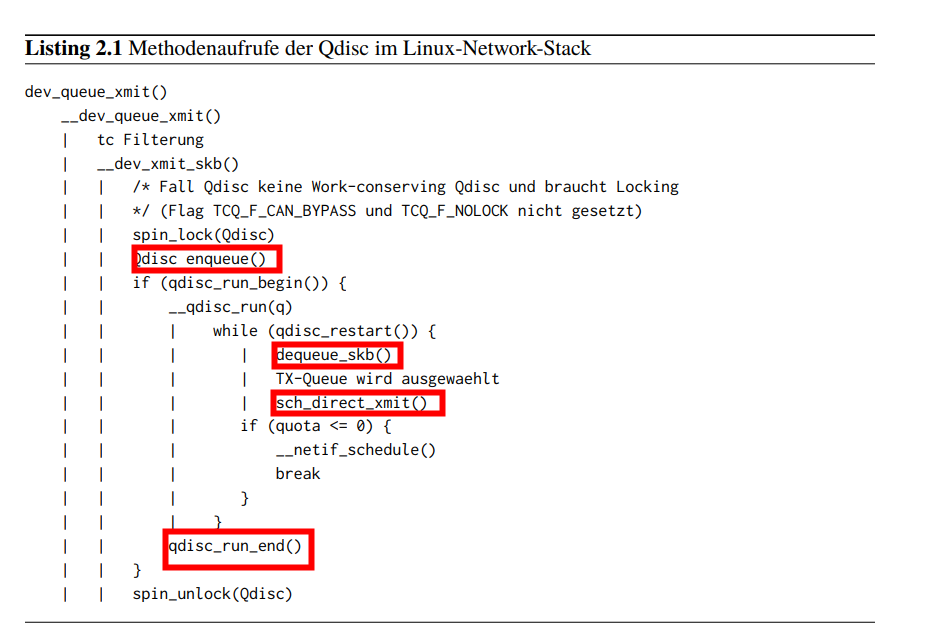 Listing 2.1 Methodenaufrufe der Qdisc im Linux-Network-Stack
dev_queue_xmit()
__dev_queue_xmit()
| tc Filterung
| __dev_xmit_skb()
| | /* Fall Qdisc keine Work-conserving Qdisc und braucht Locking
| | */ (Flag TCQ_F_CAN_BYPASS und TCQ_F_NOLOCK nicht gesetzt)
| | spin_lock(Qdisc)
| | Qdisc enqueue()
| | if (qdisc_run_begin()) {
| | __qdisc_run(q)
| | | while (qdisc_restart()) {
| | | | dequeue_skb()
| | | | TX-Queue wird ausgewaehlt
| | | | sch_direct_xmit()
| | | if (quota <= 0) {
| | | __netif_schedule()
| | | break
| | | }
| | | }
| | qdisc_run_end()
| | }
| | spin_unlock(Qdisc)